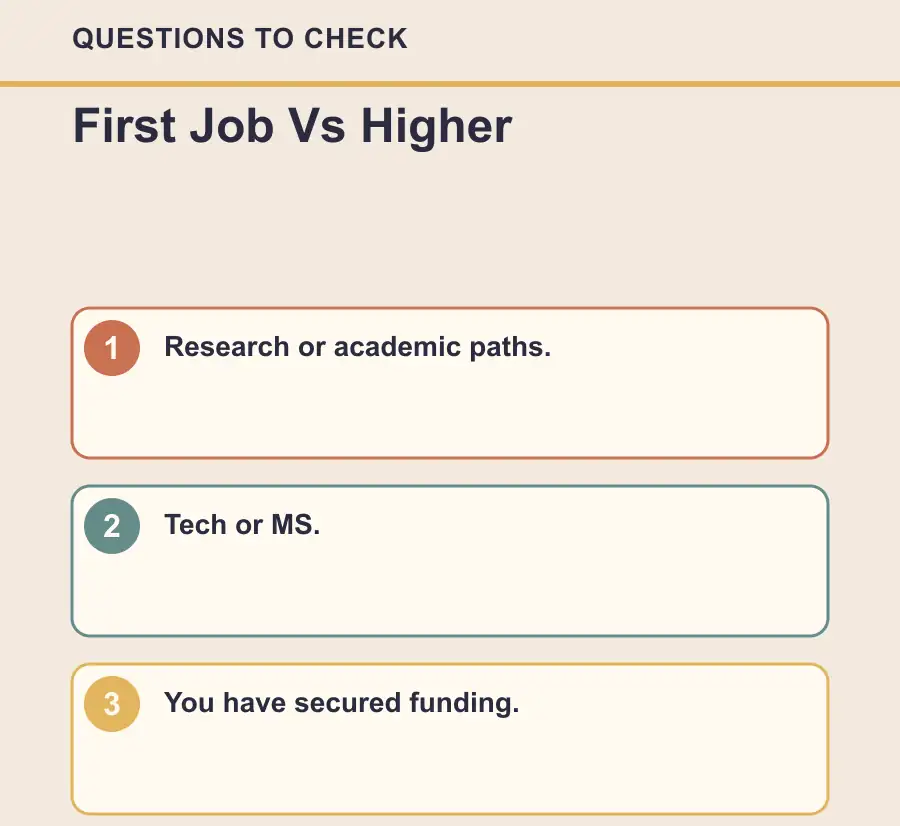 QUESTIONS TO CHECK
First Job Vs Higher
1 Research or academic paths.
2 Tech or MS.
3 You have secured funding.